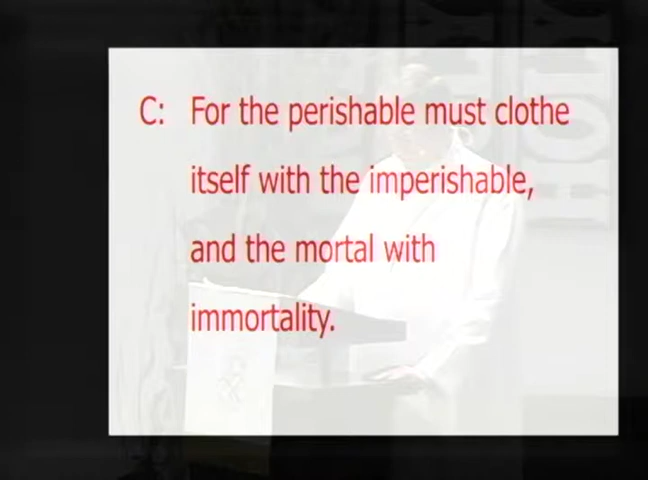 C: For the perishable must clothe
itself with the imperishable,
and the mortal with
immortality.